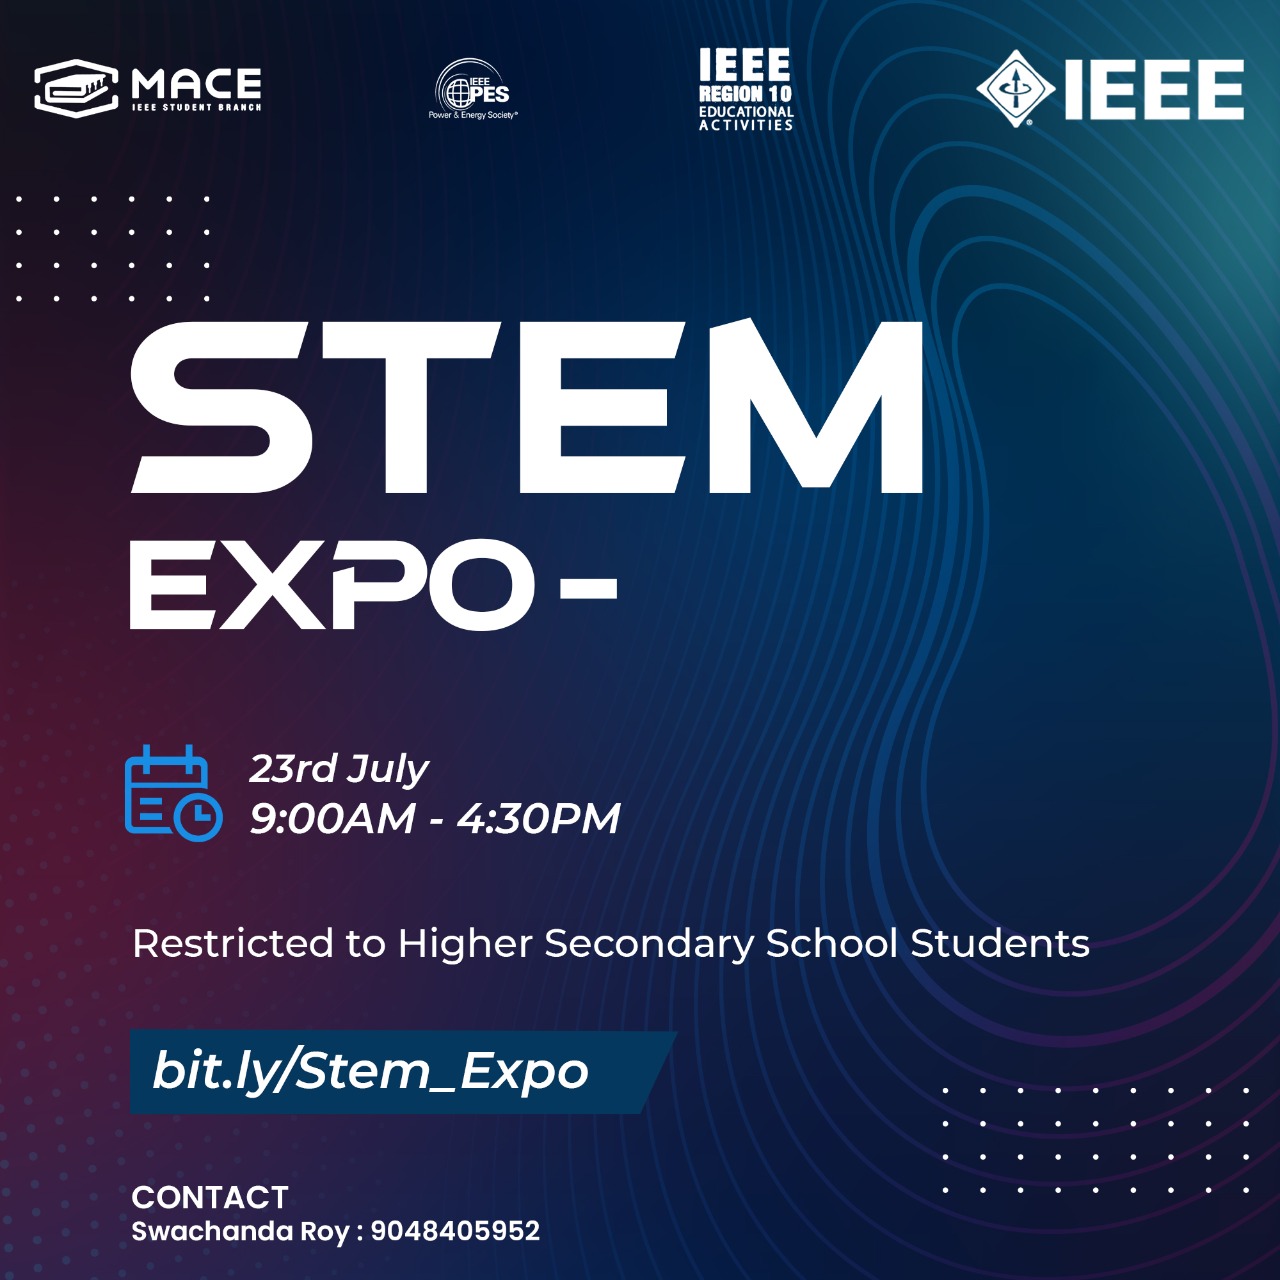 MACE
IEEE STUDENT BRANCH
IEEE
PES
Power & Energy Society®
IEEE
REGION 10
EDUCATIONAL
ACTIVITIES
IEEE
STEM
EXPO -
23rd July
9:00AM - 4:30PM
Restricted to Higher Secondary School Students
bit.ly/Stem_Expo
CONTACT
Swachanda Roy : 9048405952